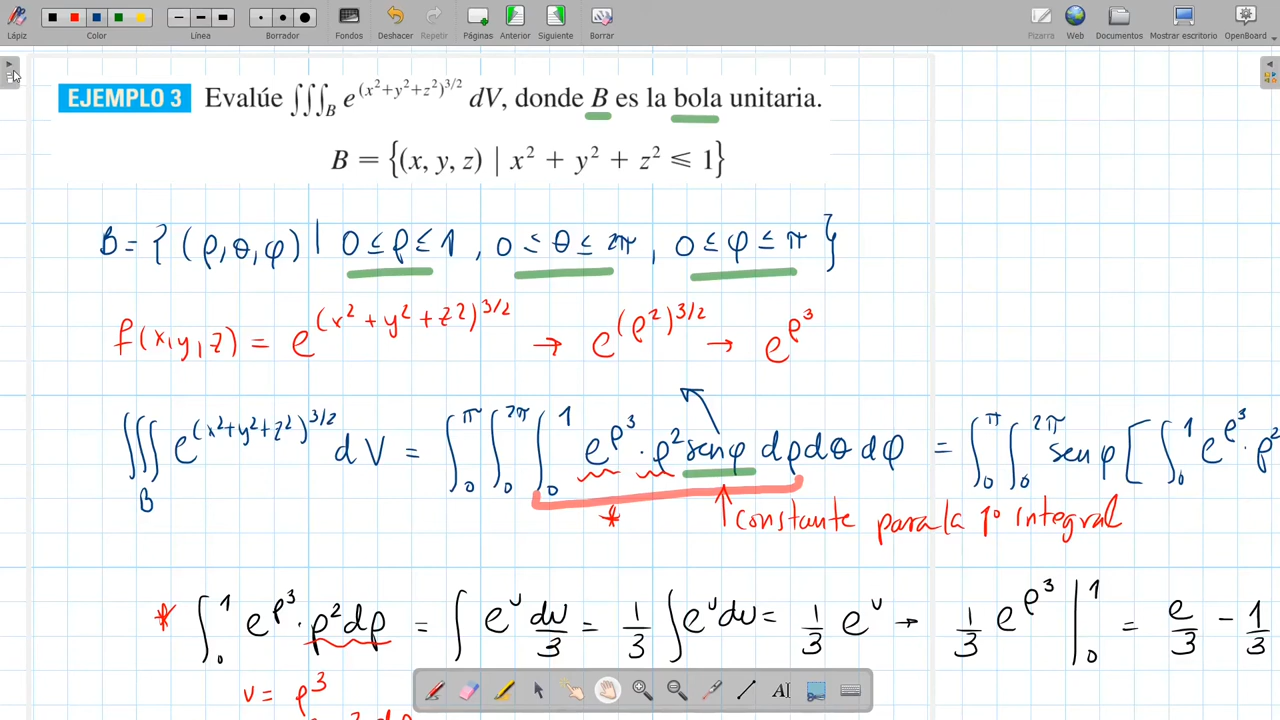 Lápiz Color Línea Borrador Fondos Deshacer Repetir Páginas Anterior Siguiente Borrar Pizarra Web Documentos Mostrar escritorio OpenBoard
EJEMPLO 3 Evalúe ∭_B e^(x²+y²+z²)^3/2 dV, donde B es la bola unitaria.
B = {(x, y, z) | x² + y² + z² ⩽ 1}
B = { (ρ, θ, φ) | 0 ≤ ρ ≤ 1 , 0 ≤ θ ≤ 2π , 0 ≤ φ ≤ π }
f(x,y,z) = e^(x²+y²+z²)^3/2 → e^(ρ²)^3/2 → e^ρ³
∭_B e^(x²+y²+z²)^3/2 dV = ∫_0^π ∫_0^2π ∫_0^1 e^ρ³ · ρ² sen φ dρ dθ dφ = ∫_0^π ∫_0^2π sen φ [ ∫_0^1 e^ρ³ · ρ²
* ↑ constante para la 1º integral
* ∫_0^1 e^ρ³ · ρ² dρ = ∫ e^u du/3 = 1/3 ∫ e^u du = 1/3 e^u → 1/3 e^ρ³ |_0^1 = e/3 − 1/3
u = ρ³